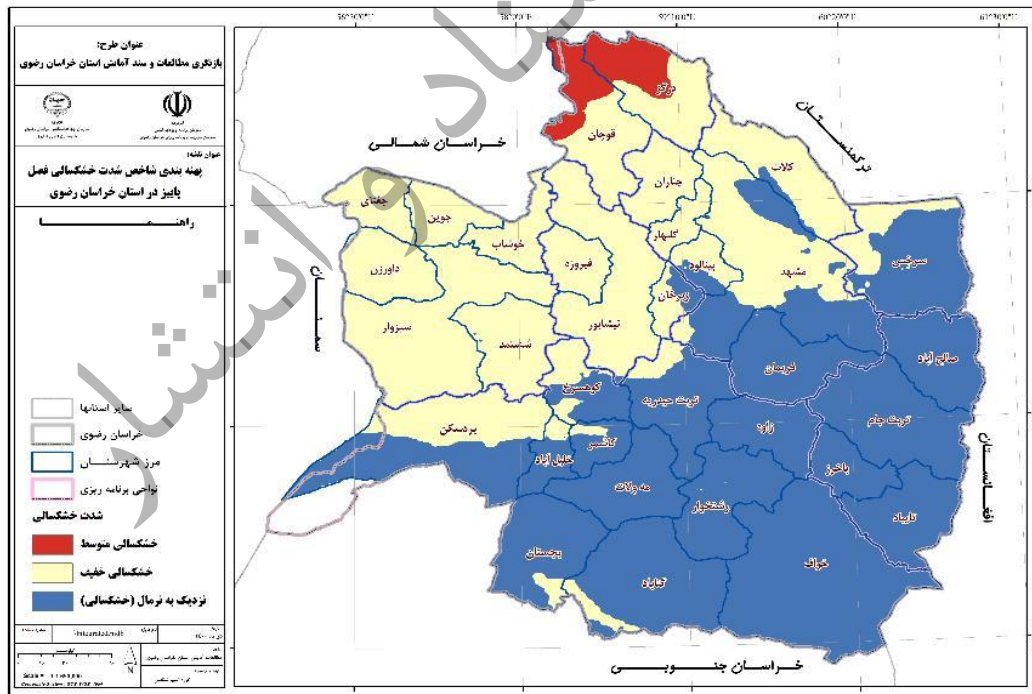 عنوان طرح:
بازنگری مطالعات و سند آمایش استان خراسان رضوی
عنوان نقشه:
پهنه بندی شاخص شدت خشکسالی فصل
پاییز در استان خراسان رضوی
راهنما
سایر استانها
خراسان رضوی
مرز شهرستان
نواحی برنامه ریزی
شدت خشکسالی
خشکسالی متوسط
خشکسالی خفیف
نزدیک به نرمال (خشکسالی)
N
خراسان شمالی
ترکمنستان
سمنان
افغانستان
خراسان جنوبی
درگز
قوچان
کلات
چناران
جغتای
جوین
خوشاب
گلبهار
فیروزه
بینالود
مشهد
سرخس
داورزن
زبرخان
سبزوار
ششتمد
نیشابور
صالح آباد
فریمان
کوهسرخ
تربت حیدریه
بردسکن
زاوه
تربت جام
کاشمر
خلیل آباد
باخرز
مه ولات
رشتخوار
تایباد
بجستان
خواف
گناباد